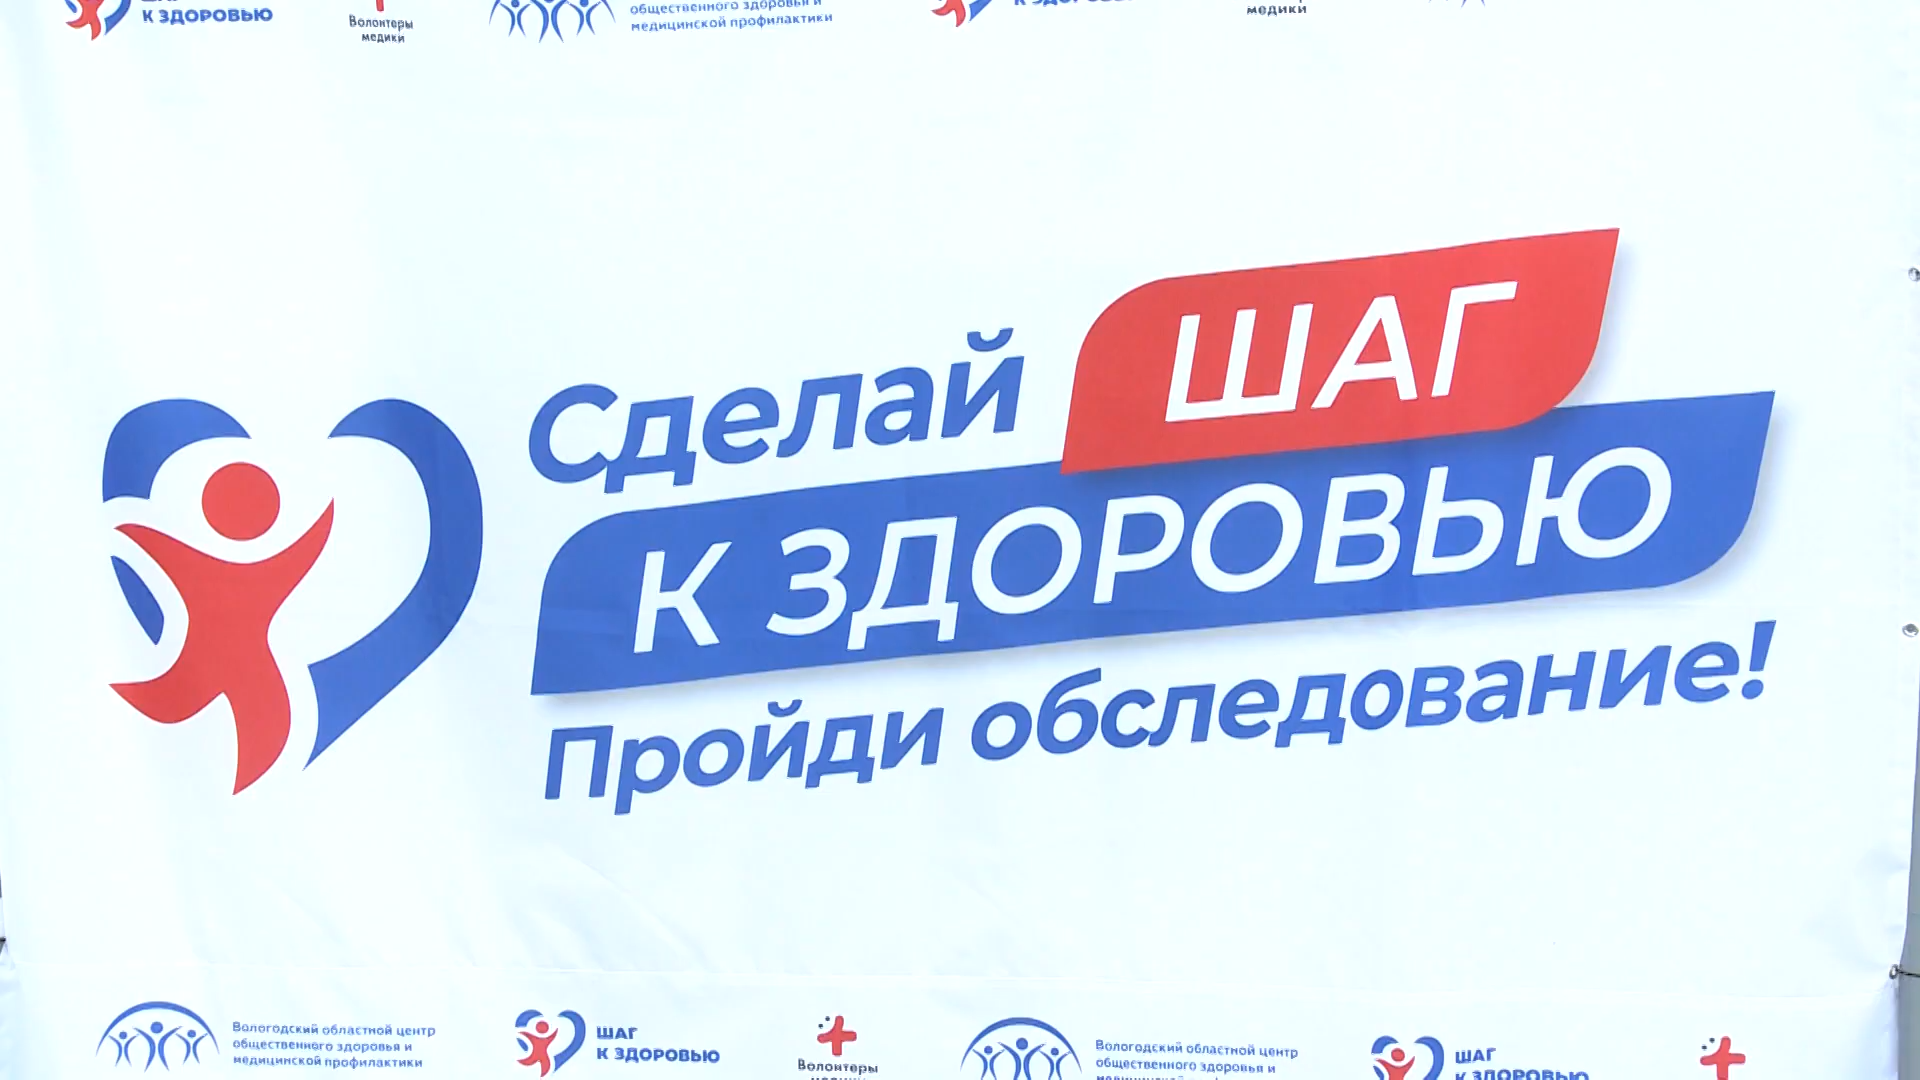 К ЗДОРОВЬЮ
Волонтеры
медики
общественного здоровья и
медицинской профилактики
медики
Сделай ШАГ
К ЗДОРОВЬЮ
Пройди обследование!
Вологодский областной центр
общественного здоровья и
медицинской профилактики
ШАГ
К ЗДОРОВЬЮ
Волонтеры
Вологодский областной центр
общественного здоровья и
ШАГ
К ЗДОРОВЬЮ